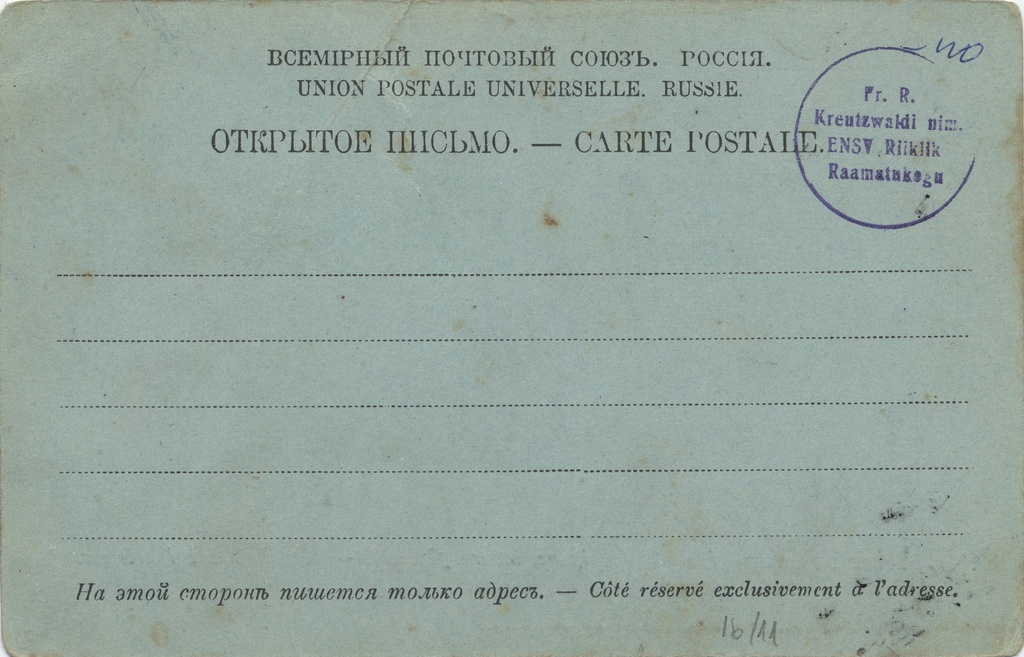 ВСЕМІРНЫЙ ПОЧТОВЫЙ СОЮЗЪ. РОССІЯ.
UNION POSTALE UNIVERSELLE. RUSSIE.
ОТКРЫТОЕ ПИСЬМО. — CARTE POSTALE.
40
Fr. R.
Kreutzwaldi nim.
ENSV Riiklik
Raamatukogu
На этой сторонѣ пишется только адресъ. — Côté réservé exclusivement à l'adresse.
16/11